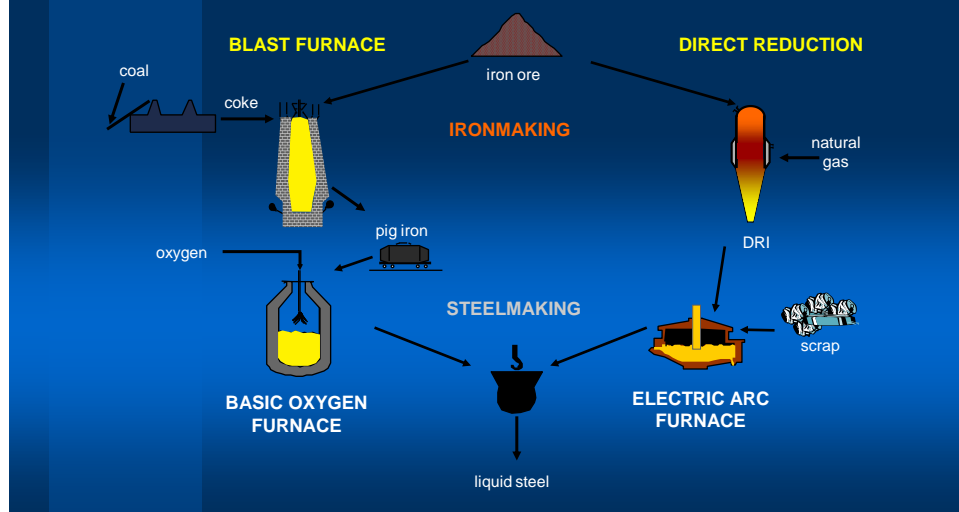 BLAST FURNACE
DIRECT REDUCTION
iron ore
coal
coke
IRONMAKING
natural
gas
pig iron
DRI
oxygen
STEELMAKING
scrap
BASIC OXYGEN
FURNACE
ELECTRIC ARC
FURNACE
liquid steel